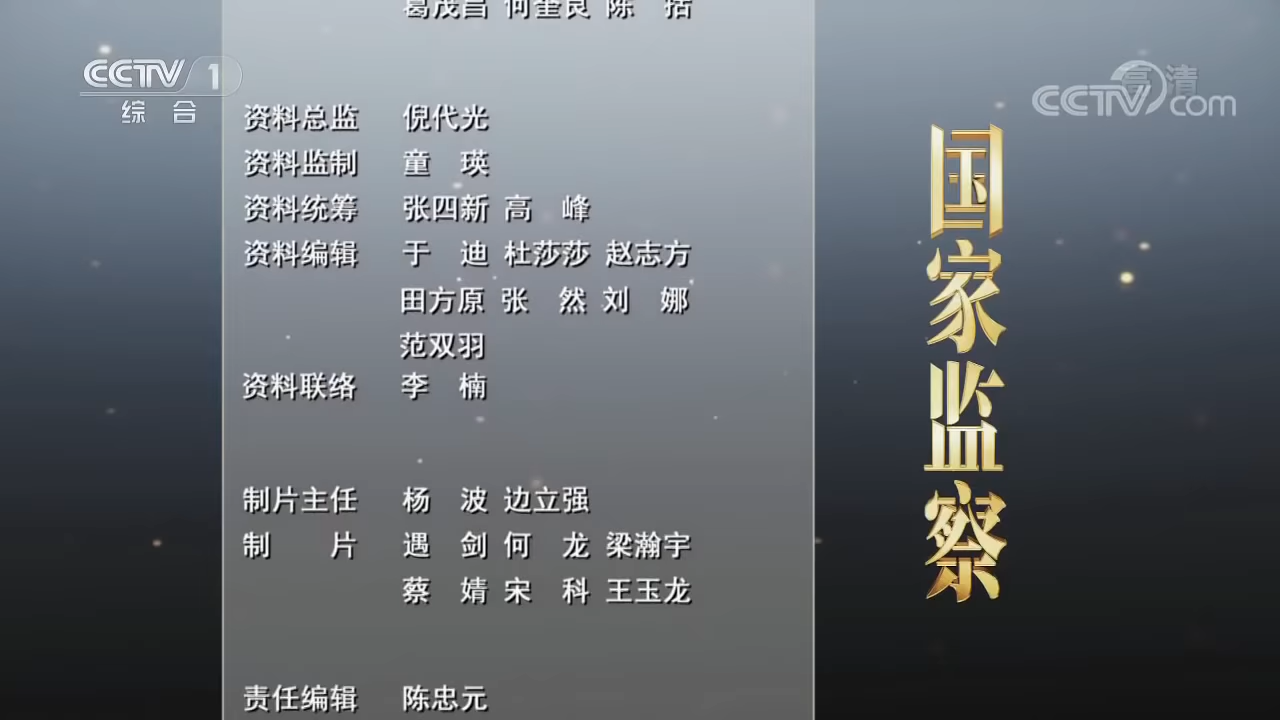 CCTV 1
综合
高清
CCTV.com
资料总监 倪代光
资料监制 童 瑛
资料统筹 张四新 高 峰
资料编辑 于 迪 杜莎莎 赵志方
田方原 张 然 刘 娜
范双羽
资料联络 李 楠
制片主任 杨 波 边立强
制 片 遇 剑 何 龙 梁瀚宇
蔡 婧 宋 科 王玉龙
责任编辑 陈忠元
国家监察